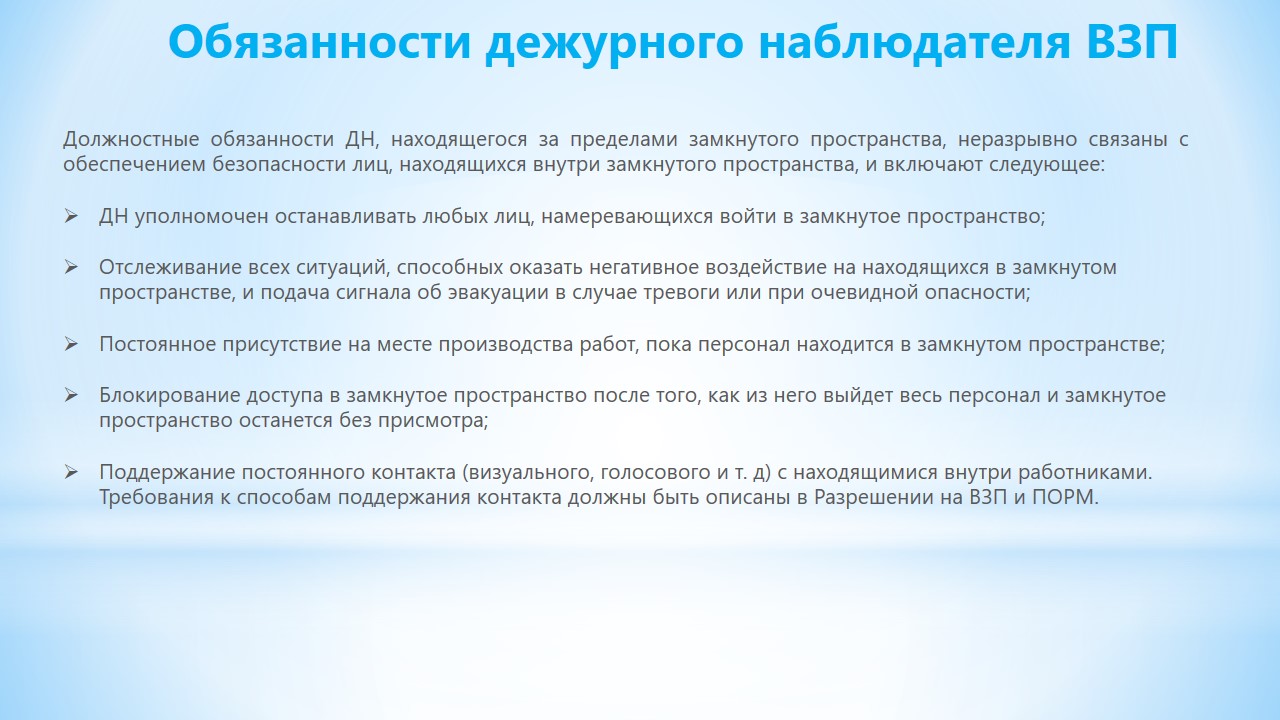 Обязанности дежурного наблюдателя ВЗП
Должностные обязанности ДН, находящегося за пределами замкнутого пространства, неразрывно связаны с
обеспечением безопасности лиц, находящихся внутри замкнутого пространства, и включают следующее:
➢ ДН уполномочен останавливать любых лиц, намеревающихся войти в замкнутое пространство;
➢ Отслеживание всех ситуаций, способных оказать негативное воздействие на находящихся в замкнутом
пространстве, и подача сигнала об эвакуации в случае тревоги или при очевидной опасности;
➢ Постоянное присутствие на месте производства работ, пока персонал находится в замкнутом пространстве;
➢ Блокирование доступа в замкнутое пространство после того, как из него выйдет весь персонал и замкнутое
пространство останется без присмотра;
➢ Поддержание постоянного контакта (визуального, голосового и т. д) с находящимися внутри работниками.
Требования к способам поддержания контакта должны быть описаны в Разрешении на ВЗП и ПОРМ.